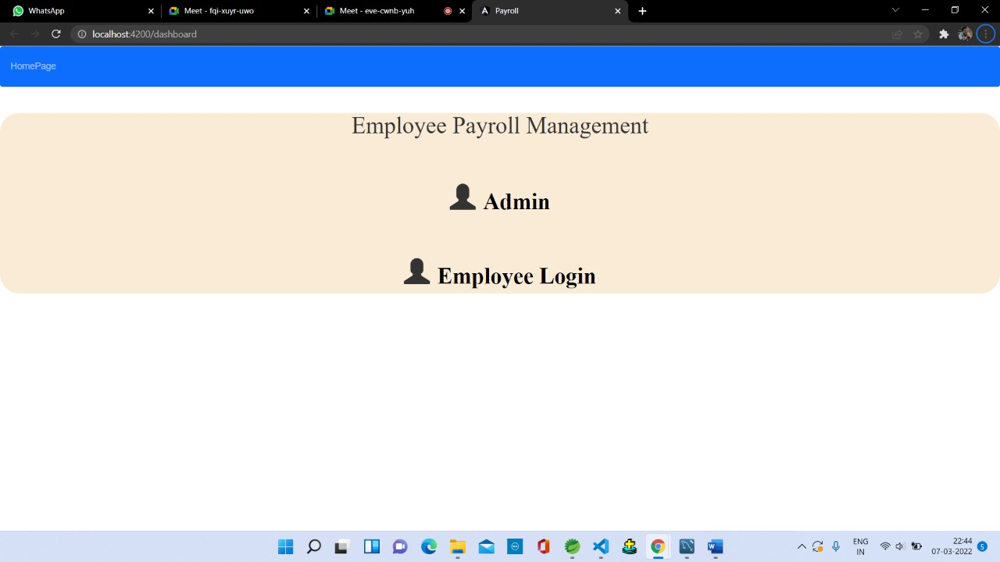 WhatsApp
Meet - fqi-xuyr-uwo
Meet - eve-cwnb-yuh
Payroll
localhost:4200/dashboard
HomePage
Employee Payroll Management
Admin
Employee Login
ENG
IN
22:44
07-03-2022
5